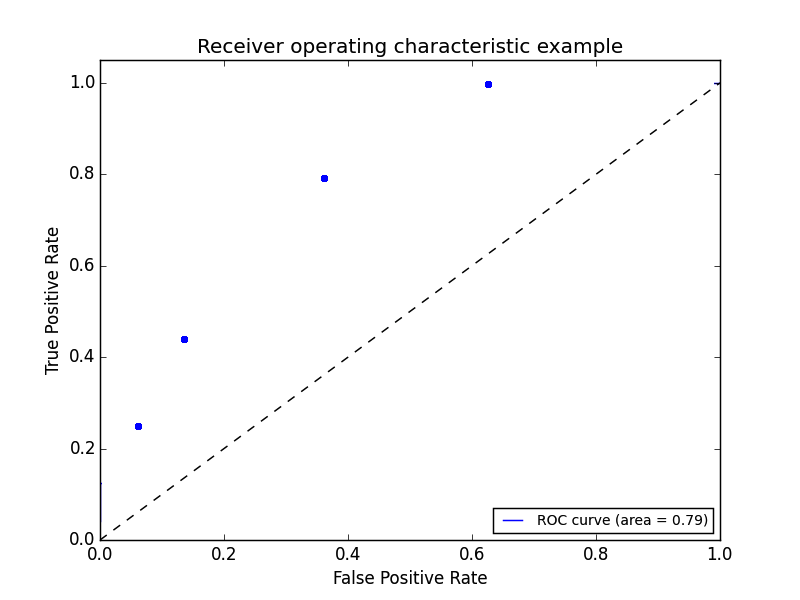 Receiver operating characteristic example
1.0
0.8
0.6
0.4
0.2
0.0
True Positive Rate
ROC curve (area = 0.79)
0.0 0.2 0.4 0.6 0.8 1.0
False Positive Rate